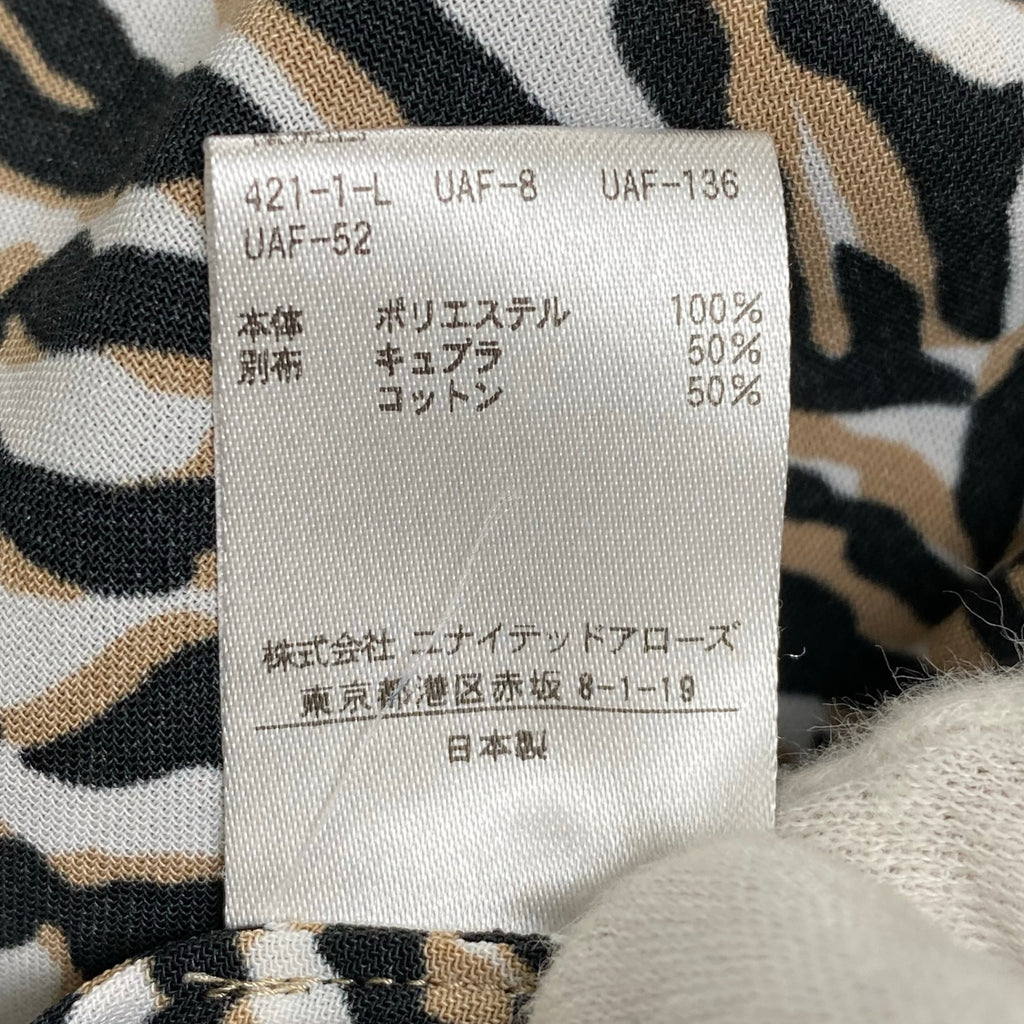 421-1-L UAF-8 UAF-136
UAF-52
本体 ポリエステル 100%
別布 キュプラ 50%
コットン 50%
株式会社 ユナイテッドアローズ
東京都港区赤坂 8-1-19
日本製